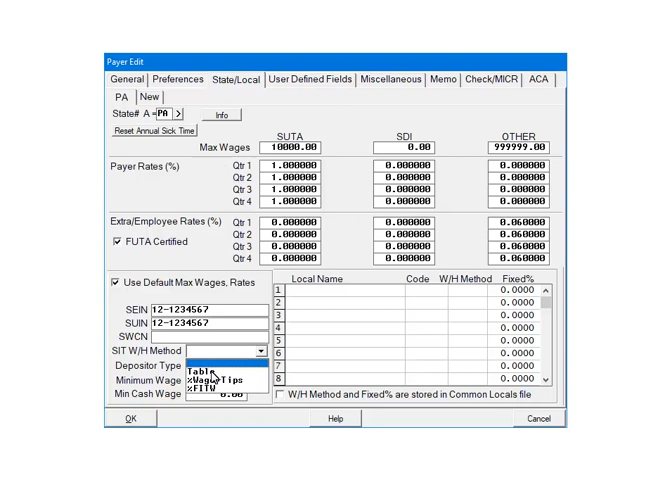 Payer Edit
General Preferences State/Local User Defined Fields Miscellaneous Memo Check/MICR ACA
PA New
State# A = PA > Info
Reset Annual Sick Time
SUTA SDI OTHER
Max Wages 10000.00 0.00 999999.00
Payer Rates (%) Qtr 1 1.000000 0.000000 0.000000
Qtr 2 1.000000 0.000000 0.000000
Qtr 3 1.000000 0.000000 0.000000
Qtr 4 1.000000 0.000000 0.000000
Extra/Employee Rates (%) Qtr 1 0.000000 0.000000 0.060000
Qtr 2 0.000000 0.000000 0.060000
FUTA Certified Qtr 3 0.000000 0.000000 0.060000
Qtr 4 0.000000 0.000000 0.060000
Use Default Max Wages, Rates
SEIN 12-1234567
SUIN 12-1234567
SWCN
SIT W/H Method
Depositor Type
Table
Minimum Wage %Wage/Tips
%FITW
Min Cash Wage 0.00
Local Name Code W/H Method Fixed%
1 0.0000
2 0.0000
3 0.0000
4 0.0000
5 0.0000
6 0.0000
7 0.0000
8 0.0000
W/H Method and Fixed% are stored in Common Locals file
OK Help Cancel